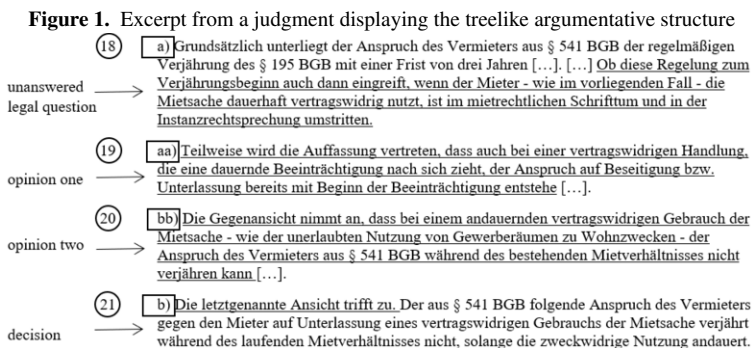 Figure 1. Excerpt from a judgment displaying the treelike argumentative structure
18 a) Grundsätzlich unterliegt der Anspruch des Vermieters aus § 541 BGB der regelmäßigen
Verjährung des § 195 BGB mit einer Frist von drei Jahren […]. […] Ob diese Regelung zum
unanswered Verjährungsbeginn auch dann eingreift, wenn der Mieter - wie im vorliegenden Fall - die
legal question Mietsache dauerhaft vertragswidrig nutzt, ist im mietrechtlichen Schrifttum und in der
Instanzrechtsprechung umstritten.
19 aa) Teilweise wird die Auffassung vertreten, dass auch bei einer vertragswidrigen Handlung,
die eine dauernde Beeinträchtigung nach sich zieht, der Anspruch auf Beseitigung bzw.
opinion one Unterlassung bereits mit Beginn der Beeinträchtigung entstehe […].
20 bb) Die Gegenansicht nimmt an, dass bei einem andauernden vertragswidrigen Gebrauch der
Mietsache - wie der unerlaubten Nutzung von Gewerberäumen zu Wohnzwecken - der
opinion two Anspruch des Vermieters aus § 541 BGB während des bestehenden Mietverhältnisses nicht
verjähren kann […].
21 b) Die letztgenannte Ansicht trifft zu. Der aus § 541 BGB folgende Anspruch des Vermieters
gegen den Mieter auf Unterlassung eines vertragswidrigen Gebrauchs der Mietsache verjährt
decision während des laufenden Mietverhältnisses nicht, solange die zweckwidrige Nutzung andauert.